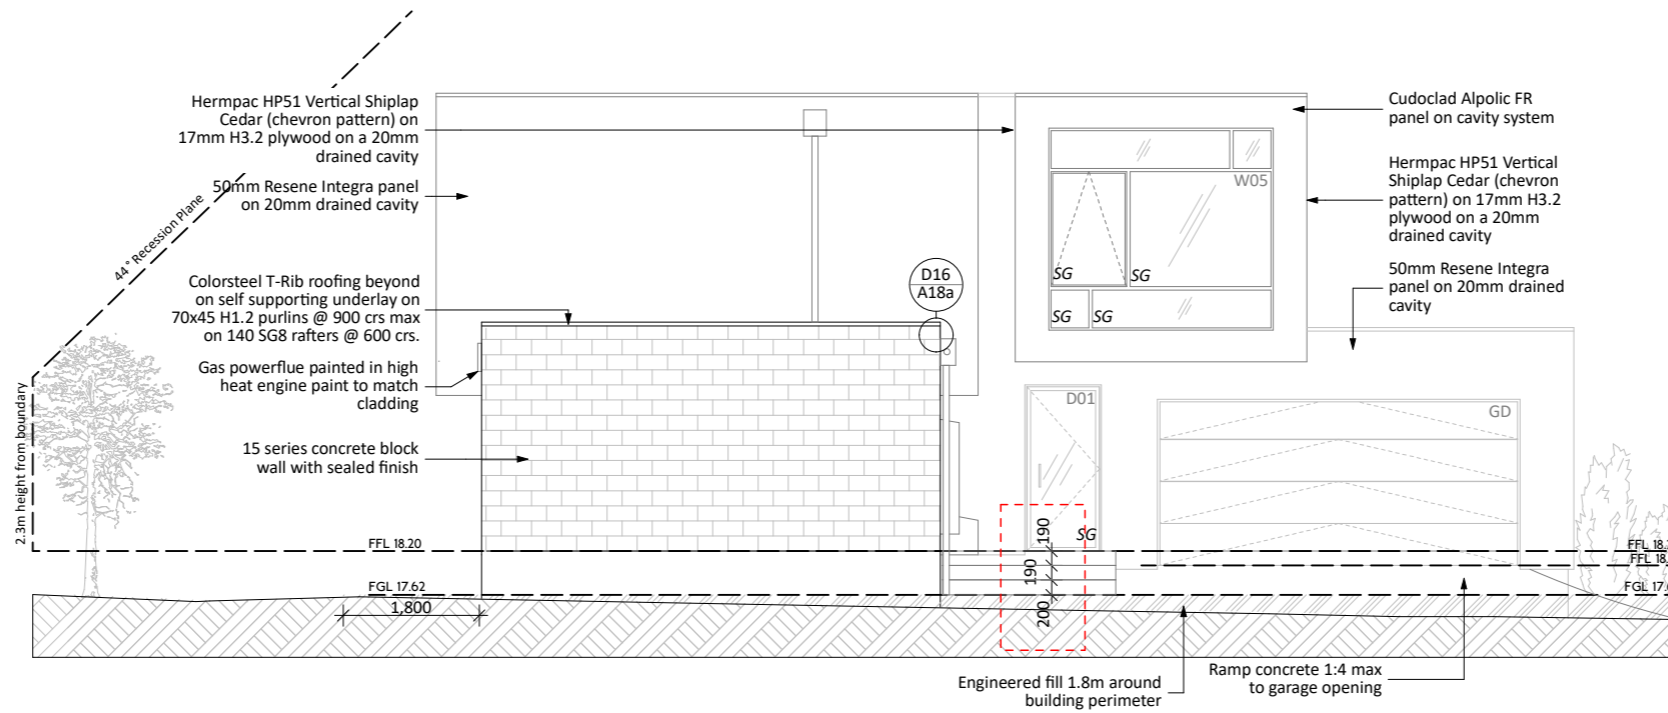 Hermpac HP51 Vertical Shiplap
Cedar (chevron pattern) on
17mm H3.2 plywood on a 20mm
drained cavity
50mm Resene Integra panel
on 20mm drained cavity
44° Recession Plane
Colorsteel T-Rib roofing beyond
on self supporting underlay on
70x45 H1.2 purlins @ 900 crs max
on 140 SG8 rafters @ 600 crs.
Gas powerflue painted in high
heat engine paint to match
cladding
15 series concrete block
wall with sealed finish
2.3m height from boundary
FFL 18.20
FGL 17.62
1,800
D16
A18a
W05
SG
SG
SG
SG
D01
SG
GD
190
190
200
Cudoclad Alpolic FR
panel on cavity system
Hermpac HP51 Vertical
Shiplap Cedar (chevron
pattern) on 17mm H3.2
plywood on a 20mm
drained cavity
50mm Resene Integra
panel on 20mm drained
cavity
FFL
FFL
FGL
Engineered fill 1.8m around
building perimeter
Ramp concrete 1:4 max
to garage opening